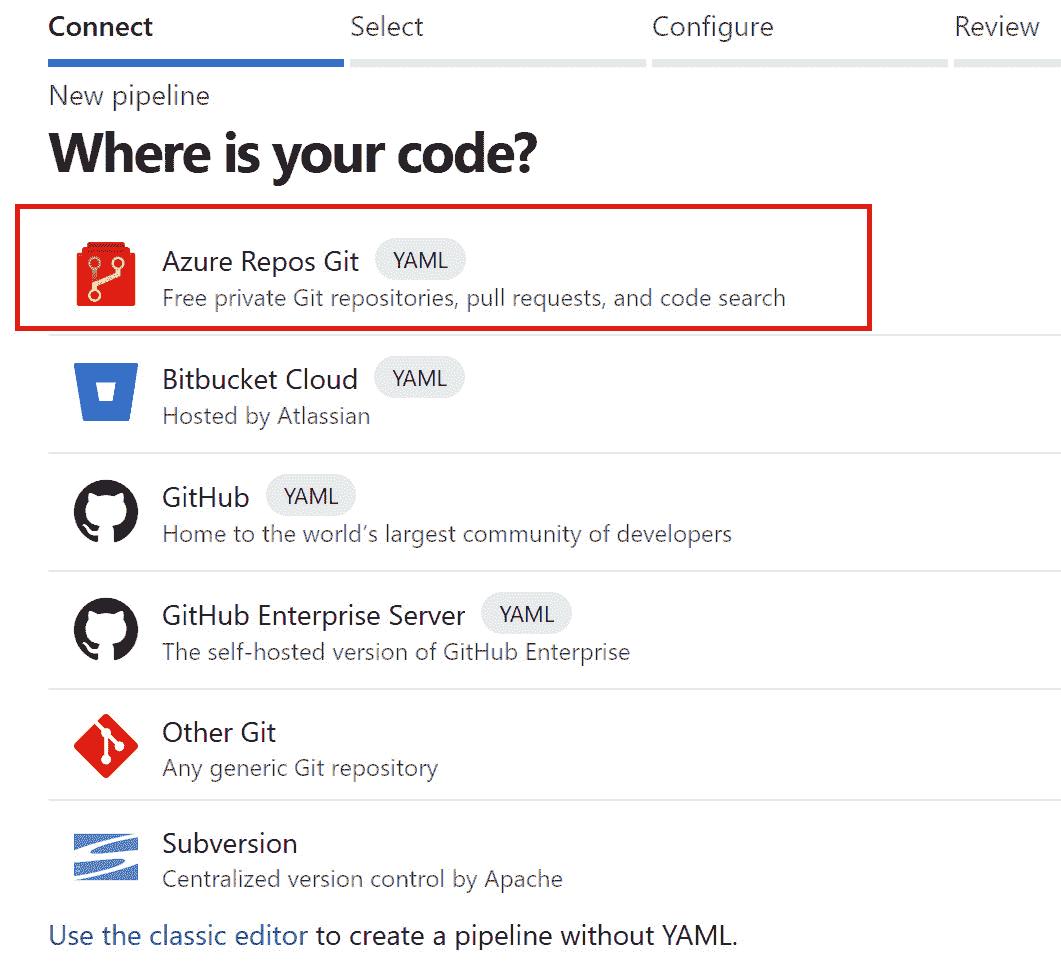 Connect Select Configure Review
New pipeline
Where is your code?
Azure Repos Git YAML
Free private Git repositories, pull requests, and code search
Bitbucket Cloud YAML
Hosted by Atlassian
GitHub YAML
Home to the world’s largest community of developers
GitHub Enterprise Server YAML
The self-hosted version of GitHub Enterprise
Other Git
Any generic Git repository
Subversion
Centralized version control by Apache
Use the classic editor to create a pipeline without YAML.